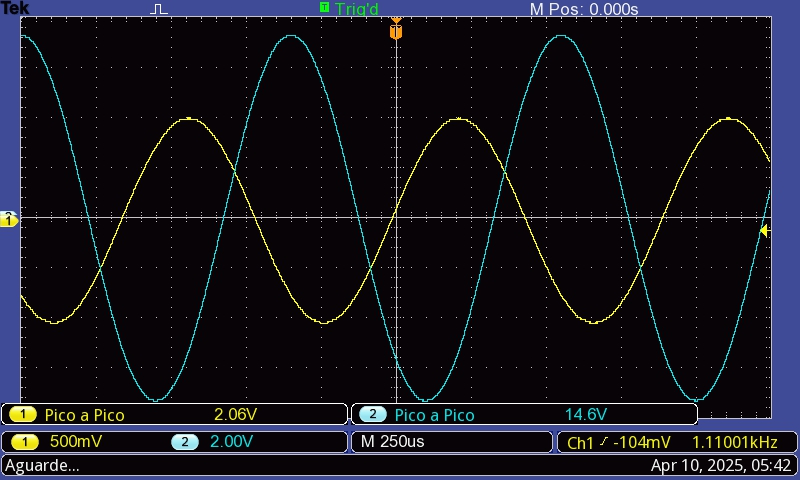 Tek T Trig'd M Pos: 0.000s
T
1
1 Pico a Pico 2.06V 2 Pico a Pico 14.6V
1 500mV 2 2.00V M 250us Ch1 -104mV 1.11001kHz
Aguarde... Apr 10, 2025, 05:42